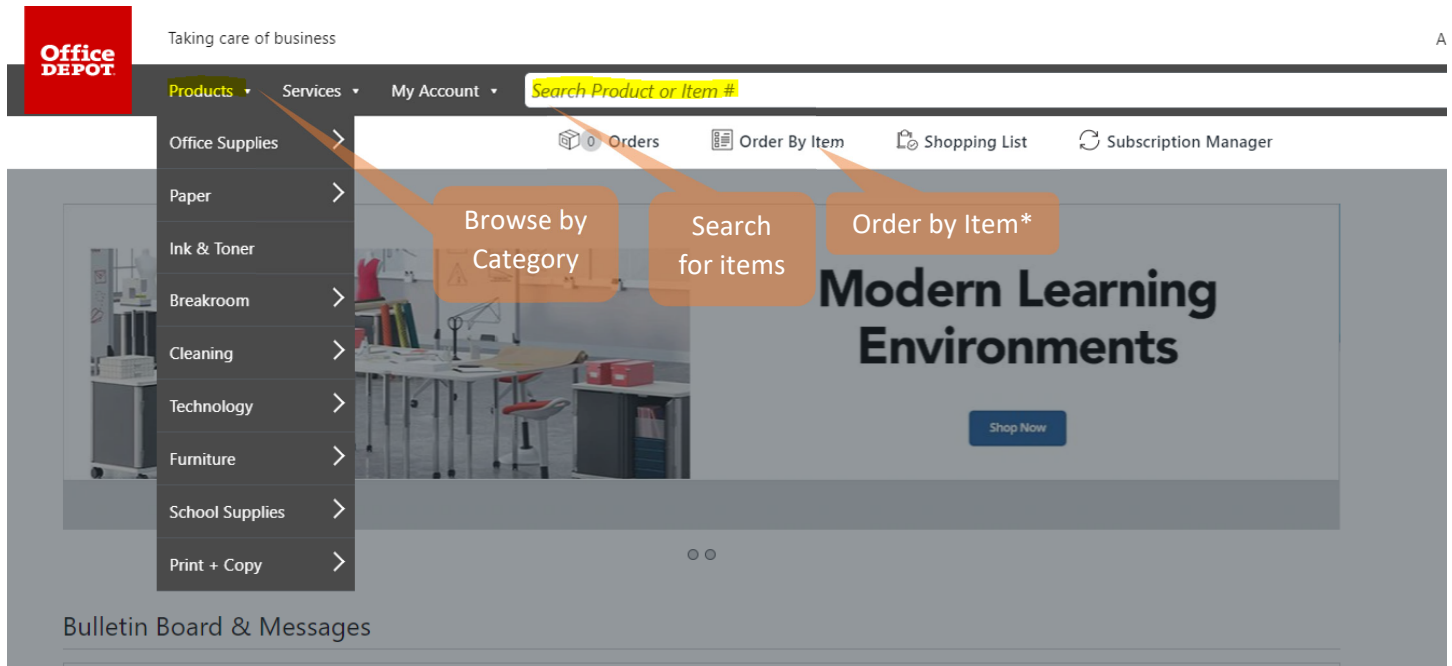 Office
DEPOT.
Taking care of business
A
Products
Services
My Account
Search Product or Item #
0 Orders
Order By Item
Shopping List
Subscription Manager
Office Supplies
Paper
Ink & Toner
Breakroom
Cleaning
Technology
Furniture
School Supplies
Print + Copy
Browse by
Category
Search
for items
Order by Item*
Modern Learning
Environments
Shop Now
Bulletin Board & Messages